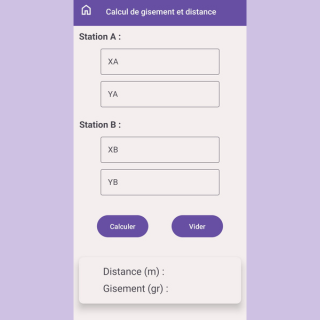 Calcul de gisement et distance
Station A :
XA
YA
Station B :
XB
YB
Calculer Vider
Distance (m) :
Gisement (gr) :